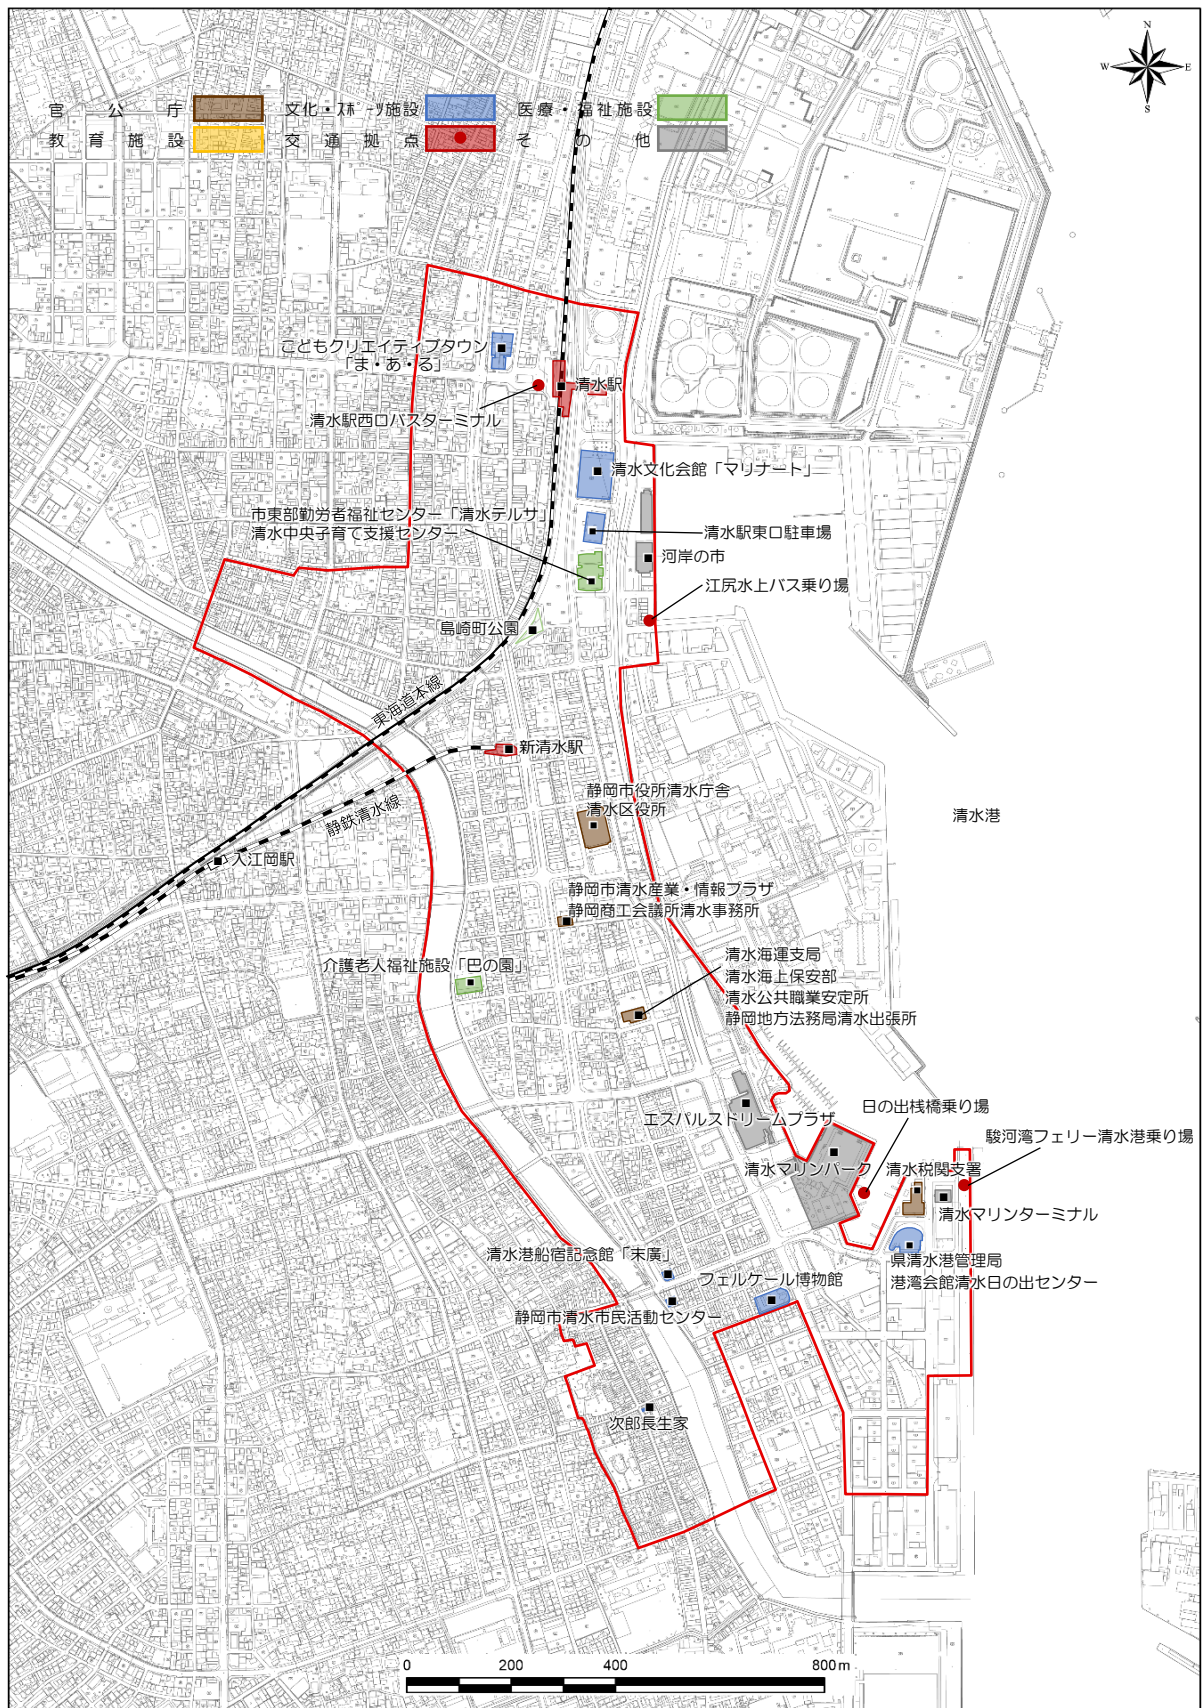 N
W E
S
官公庁 文化・スポーツ施設 医療・福祉施設
教育施設 交通拠点 その他
こどもクリエイティブタウン
「ま・あ・る」
清水駅
清水駅西口バスターミナル
清水文化会館「マリナート」
市東部勤労者福祉センター「清水テルサ」
清水中央子育て支援センター
清水駅東口駐車場
河岸の市
江尻水上バス乗り場
島崎町公園
東海道本線
新清水駅
静鉄清水線
静岡市役所清水庁舎
清水区役所
清水港
入江岡駅
静岡市清水産業・情報プラザ
静岡商工会議所清水事務所
介護老人福祉施設「巴の園」
清水海運支局
清水海上保安部
清水公共職業安定所
静岡地方法務局清水出張所
エスパルスドリームプラザ
日の出桟橋乗り場
駿河湾フェリー清水港乗り場
清水マリンパーク
清水税関支署
清水マリンターミナル
清水港船宿記念館「末廣」
県清水港管理局
港湾会館清水日の出センター
フェルケール博物館
静岡市清水市民活動センター
次郎長生家
0 200 400 800m